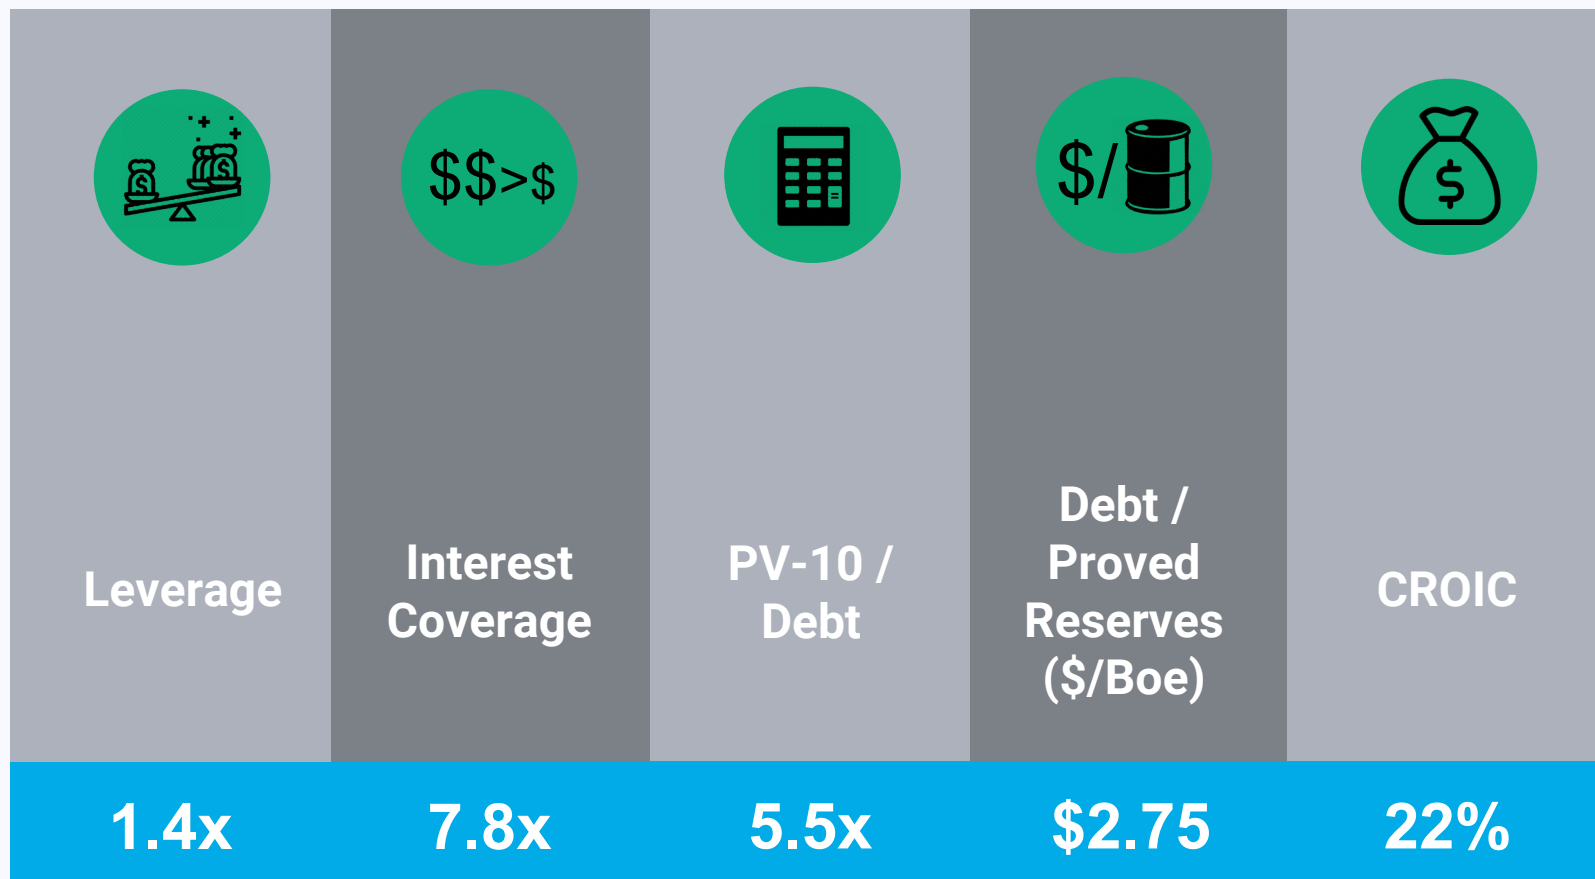 $$>$
$/
$
Leverage
Interest
Coverage
PV-10 /
Debt
Debt /
Proved
Reserves
($/Boe)
CROIC
1.4x
7.8x
5.5x
$2.75
22%